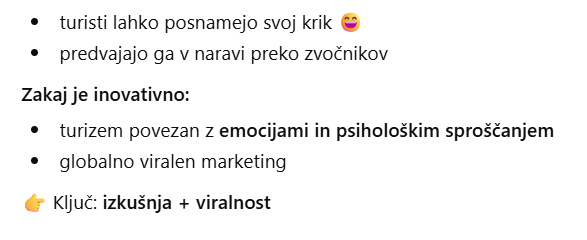 • turisti lahko posnamejo svoj krik 😄
• predvajajo ga v naravi preko zvočnikov
Zakaj je inovativno:
• turizem povezan z emocijami in psihološkim sproščanjem
• globalno viralen marketing
👉 Ključ: izkušnja + viralnost